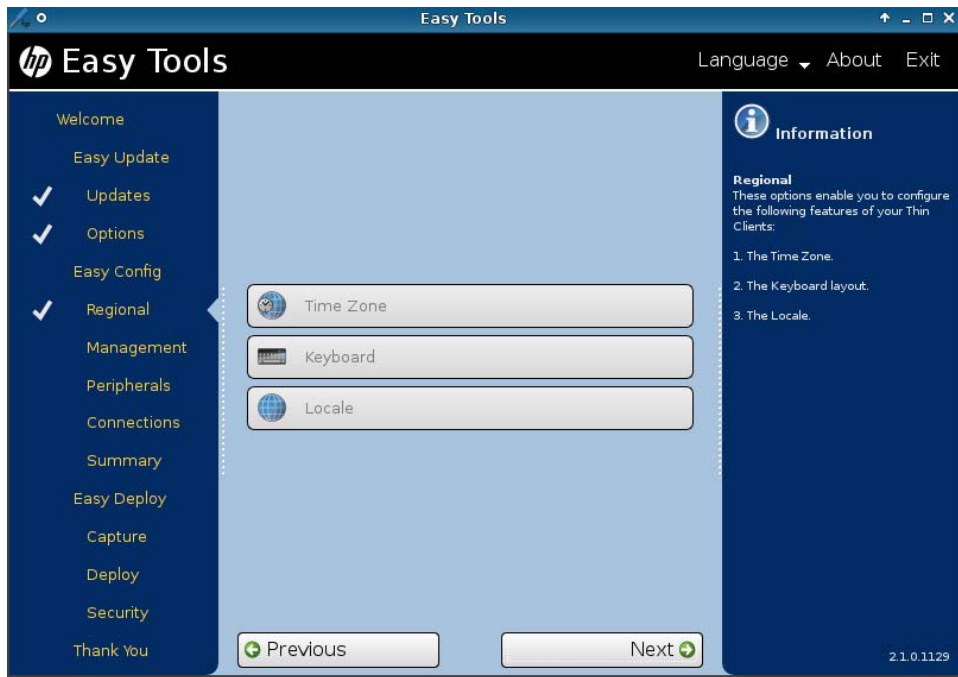 Easy Tools
hp Easy Tools
Language About Exit
Welcome
Easy Update
Updates
Options
Easy Config
Regional
Management
Peripherals
Connections
Summary
Easy Deploy
Capture
Deploy
Security
Thank You
Time Zone
Keyboard
Locale
Previous
Next
Information
Regional
These options enable you to configure
the following features of your Thin
Clients:
1. The Time Zone.
2. The Keyboard layout.
3. The Locale.
2.1.0.1129